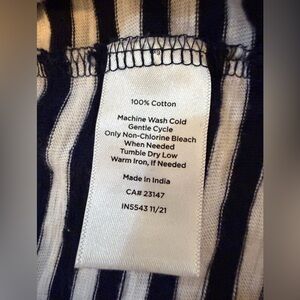 100% Cotton
Machine Wash Cold
Gentle Cycle
Only Non-Chlorine Bleach
When Needed
Tumble Dry Low
Warm Iron, If Needed
Made In India
CA# 23147
IN5543 11/21